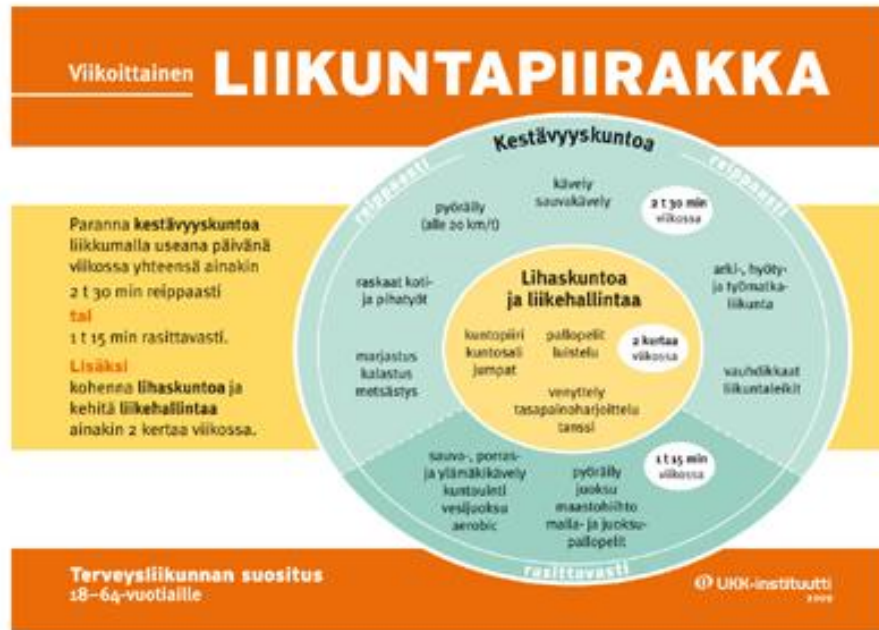 Viikoittainen LIIKUNTAPIIRAKKA
Paranna kestävyyskuntoa
liikkumalla useana päivänä
viikossa yhteensä ainakin
2 t 30 min reippaasti
tai
1 t 15 min rasittavasti.
Lisäksi
kohenna lihaskuntoa ja
kehitä liikehallintaa
ainakin 2 kertaa viikossa.
Kestävyyskuntoa
reippaasti
reippaasti
kävely
sauvakävely
2 t 30 min
viikossa
pyöräily
(alle 20 km/t)
raskaat koti-
ja pihatyöt
marjastus
kalastus
metsästys
arki-, hyöty-
ja työmatka-
liikunta
vauhdikkaat
liikuntaleikit
Lihaskuntoa
ja liikehallintaa
kuntopiiri
kuntosali
jumpat
pallopelit
luistelu
2 kertaa
viikossa
venyttely
tasapainoharjoittelu
tanssi
sauva-, porras-
ja ylämäkikävely
kuntouinti
vesijuoksu
aerobic
pyöräily
juoksu
maastohiihto
maila- ja juoksu-
pallopelit
1 t 15 min
viikossa
rasittavasti
Terveysliikunnan suositus
18–64-vuotiaille
UKK-instituutti
2009